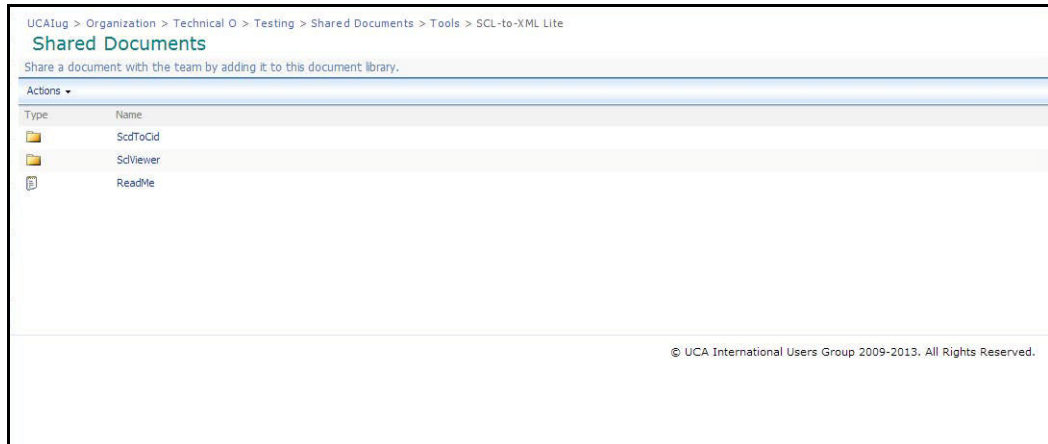 UCAIug > Organization > Technical O > Testing > Shared Documents > Tools > SCL-to-XML Lite
Shared Documents
Share a document with the team by adding it to this document library.
Actions
Type Name
ScdToCid
SclViewer
ReadMe
© UCA International Users Group 2009-2013. All Rights Reserved.